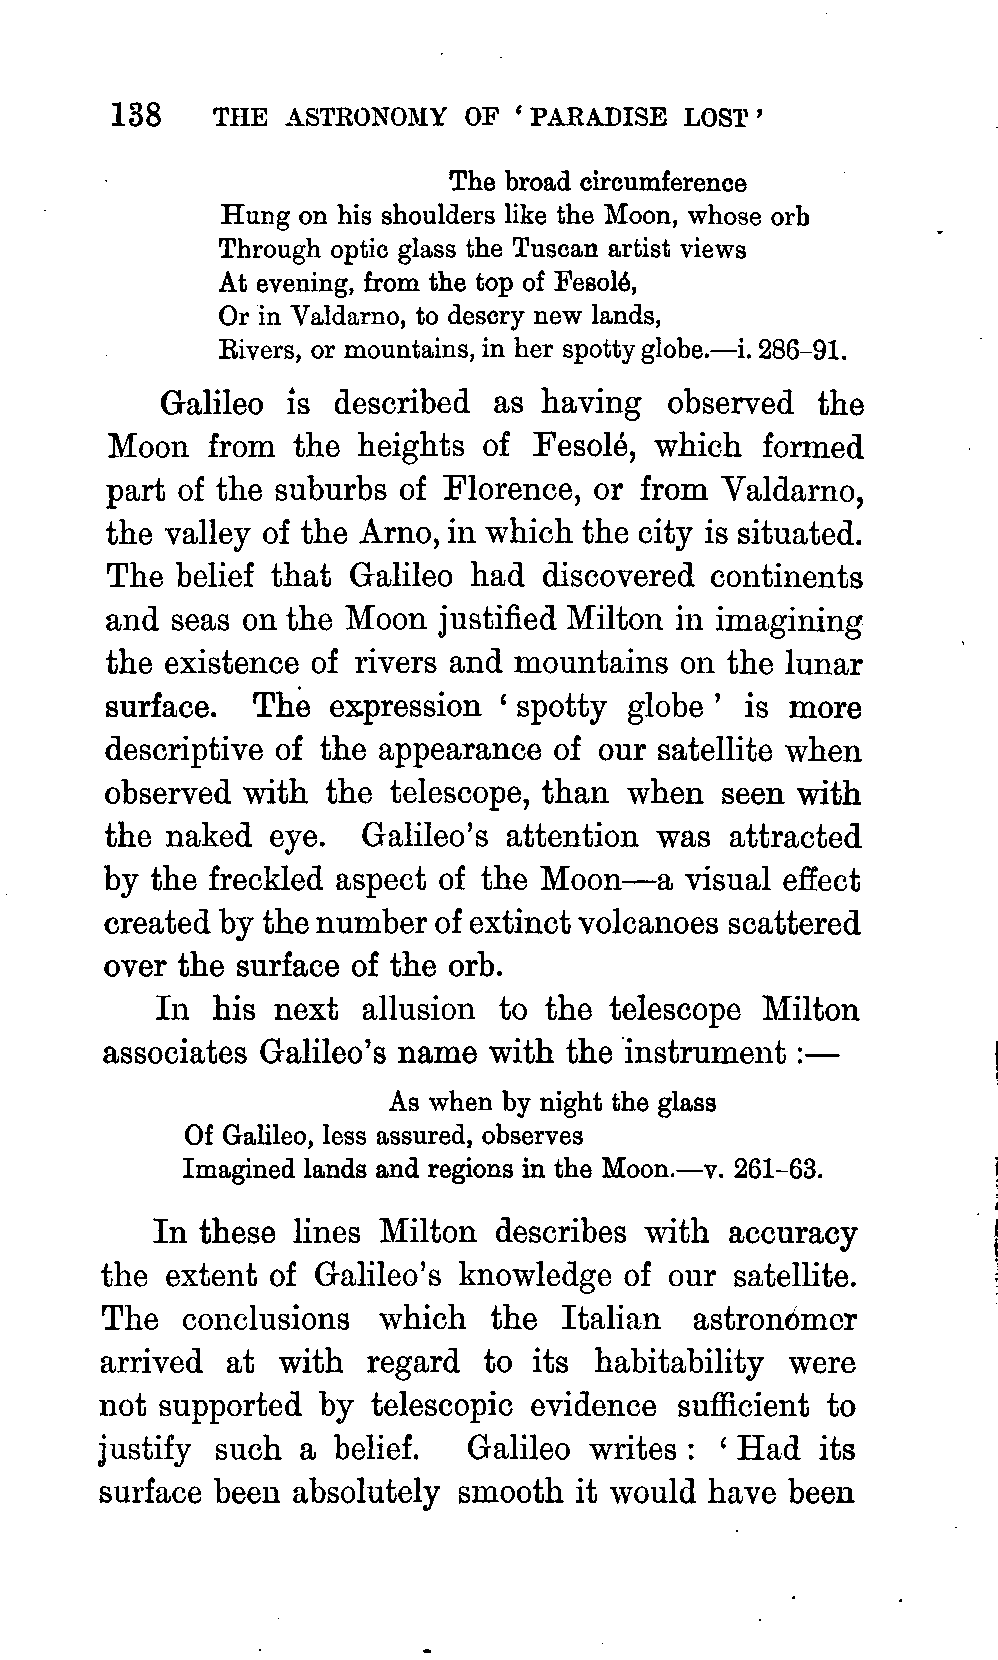 138 THE ASTRONOMY OF ‘PARADISE LOST’
The broad circumference
Hung on his shoulders like the Moon, whose orb
Through optic glass the Tuscan artist views
At evening, from the top of Fesolé,
Or in Valdarno, to descry new lands,
Rivers, or mountains, in her spotty globe.—i. 286–91.
Galileo is described as having observed the
Moon from the heights of Fesolé, which formed
part of the suburbs of Florence, or from Valdarno,
the valley of the Arno, in which the city is situated.
The belief that Galileo had discovered continents
and seas on the Moon justified Milton in imagining
the existence of rivers and mountains on the lunar
surface. The expression ‘spotty globe’ is more
descriptive of the appearance of our satellite when
observed with the telescope, than when seen with
the naked eye. Galileo’s attention was attracted
by the freckled aspect of the Moon—a visual effect
created by the number of extinct volcanoes scattered
over the surface of the orb.
In his next allusion to the telescope Milton
associates Galileo’s name with the instrument :—
As when by night the glass
Of Galileo, less assured, observes
Imagined lands and regions in the Moon.—v. 261–63.
In these lines Milton describes with accuracy
the extent of Galileo’s knowledge of our satellite.
The conclusions which the Italian astronomer
arrived at with regard to its habitability were
not supported by telescopic evidence sufficient to
justify such a belief. Galileo writes : ‘Had its
surface been absolutely smooth it would have been